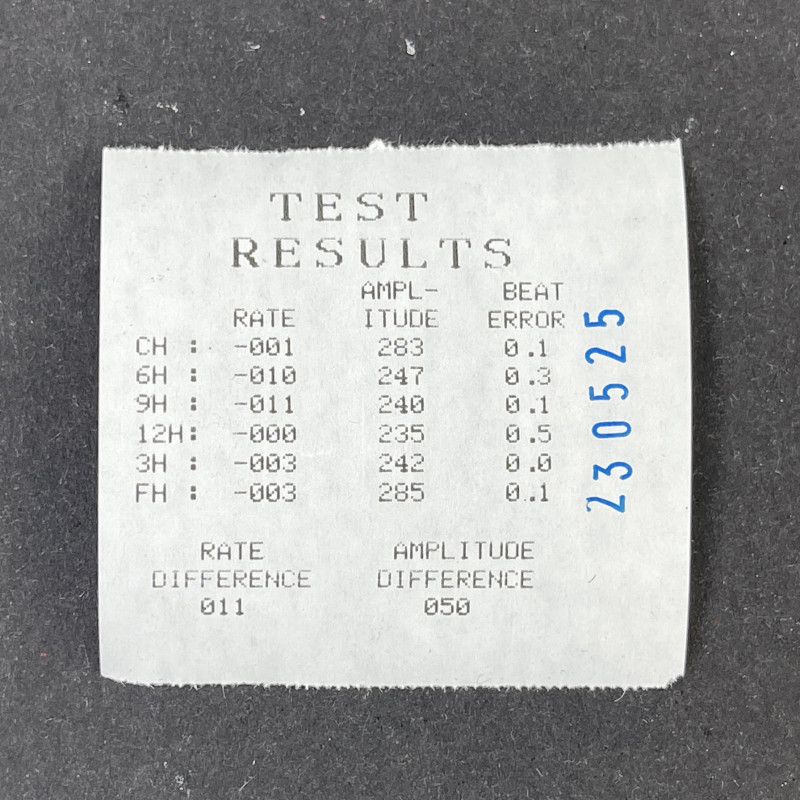 TEST
RESULTS
AMPL- BEAT
RATE ITUDE ERROR
CH : -001 283 0.1
6H : -010 247 0.3
9H : -011 240 0.1
12H: -000 235 0.5
3H : -003 242 0.0
FH : -003 285 0.1
RATE AMPLITUDE
DIFFERENCE DIFFERENCE
011 050
230525